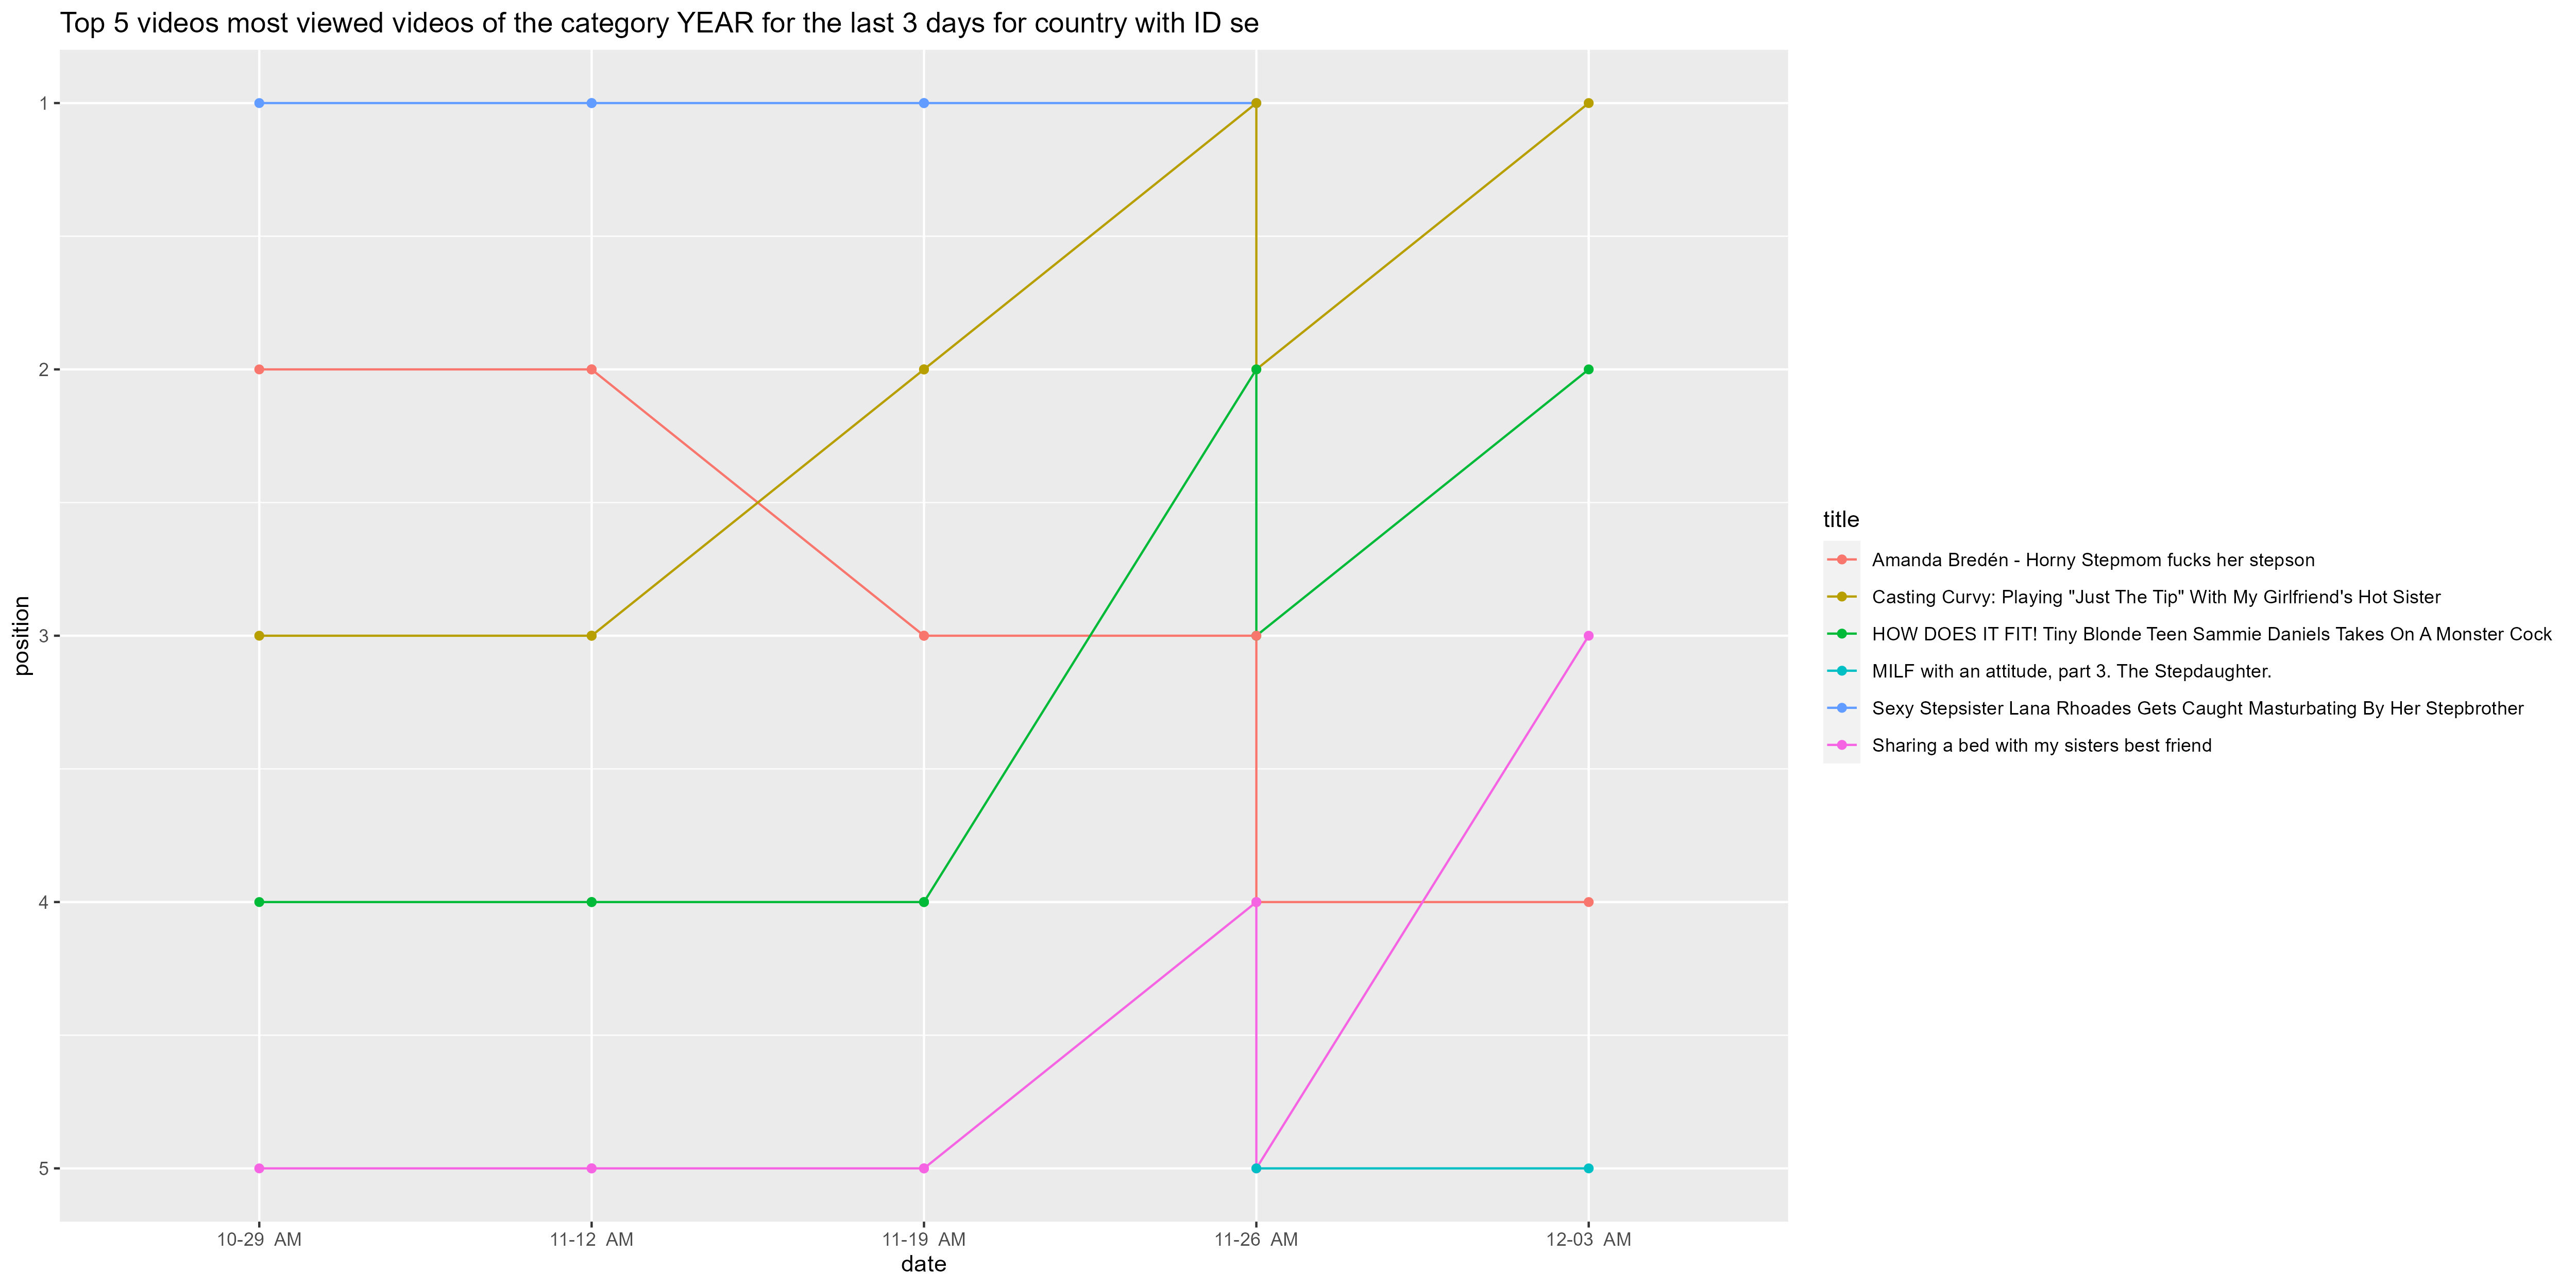 Top 5 videos most viewed videos of the category YEAR for the last 3 days for country with ID se
1
2
3
4
5
position
10-29 AM
11-12 AM
11-19 AM
11-26 AM
12-03 AM
date
title
Amanda Bredén - Horny Stepmom fucks her stepson
Casting Curvy: Playing "Just The Tip" With My Girlfriend's Hot Sister
HOW DOES IT FIT! Tiny Blonde Teen Sammie Daniels Takes On A Monster Cock
MILF with an attitude, part 3. The Stepdaughter.
Sexy Stepsister Lana Rhoades Gets Caught Masturbating By Her Stepbrother
Sharing a bed with my sisters best friend